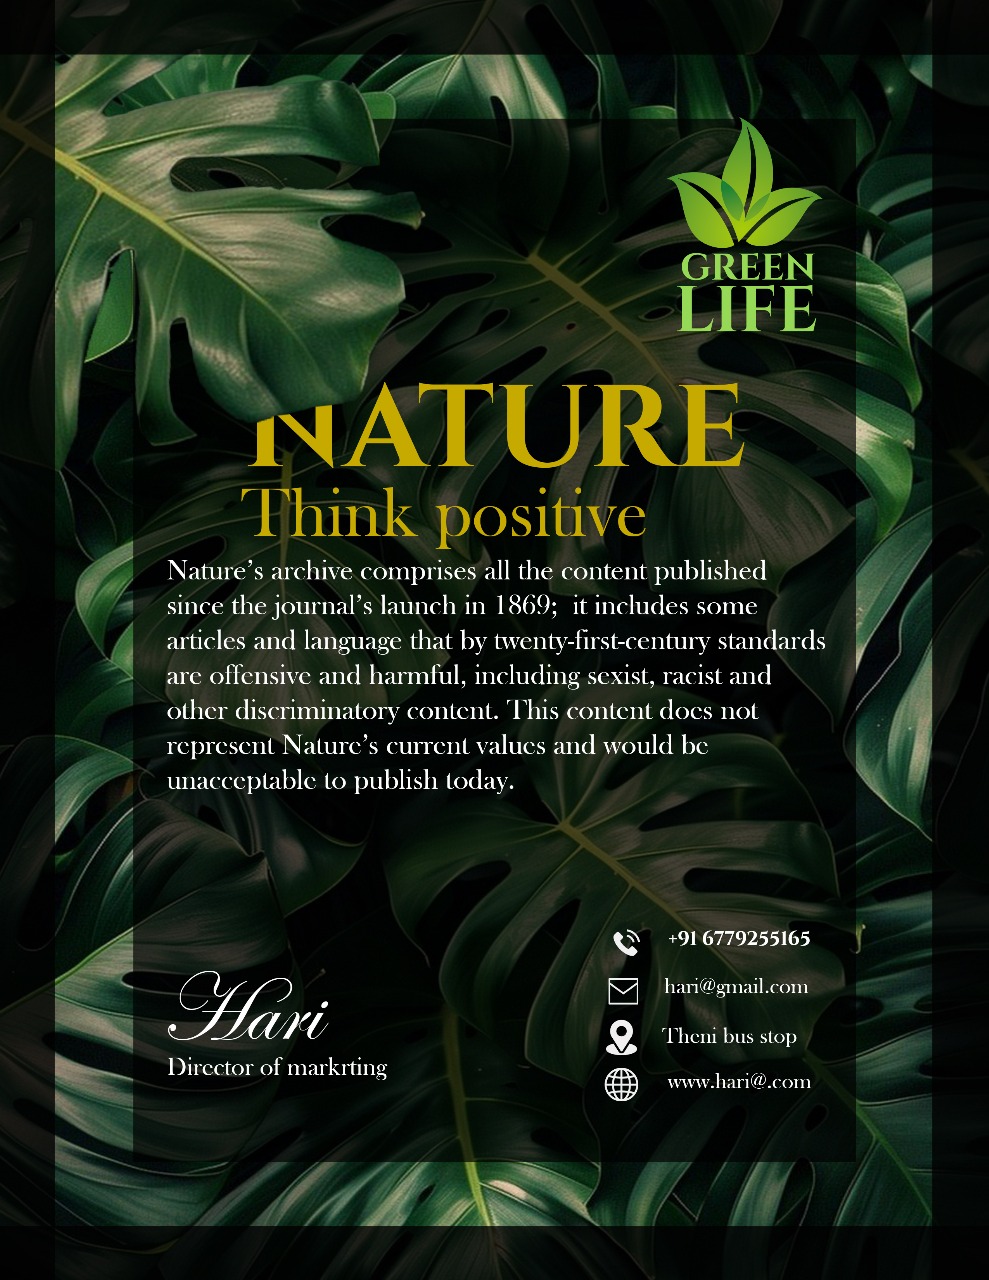 GREEN
LIFE
NATURE
Think positive
Nature’s archive comprises all the content published
since the journal’s launch in 1869;  it includes some
articles and language that by twenty-first-century standards
are offensive and harmful, including sexist, racist and
other discriminatory content. This content does not
represent Nature’s current values and would be
unacceptable to publish today.
Hari
Director of markrting
+91 6779255165
hari@gmail.com
Theni bus stop
www.hari@.com